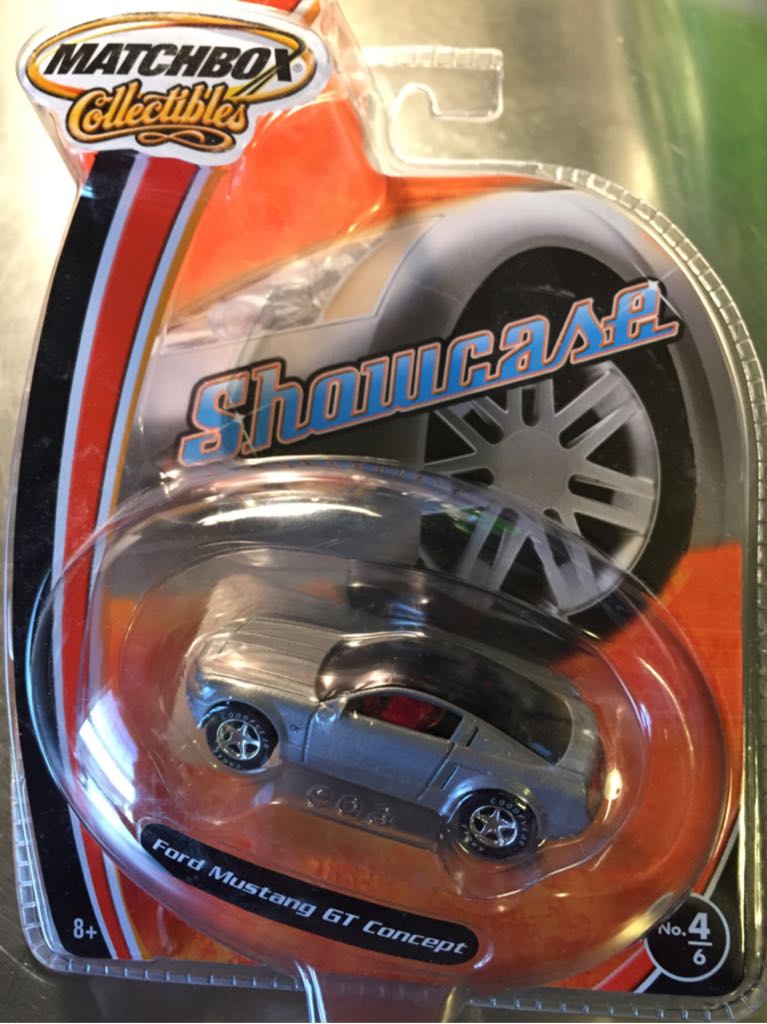 MATCHBOX®
Collectibles
Showcase
Ford Mustang GT Concept
8+
No. 4/6